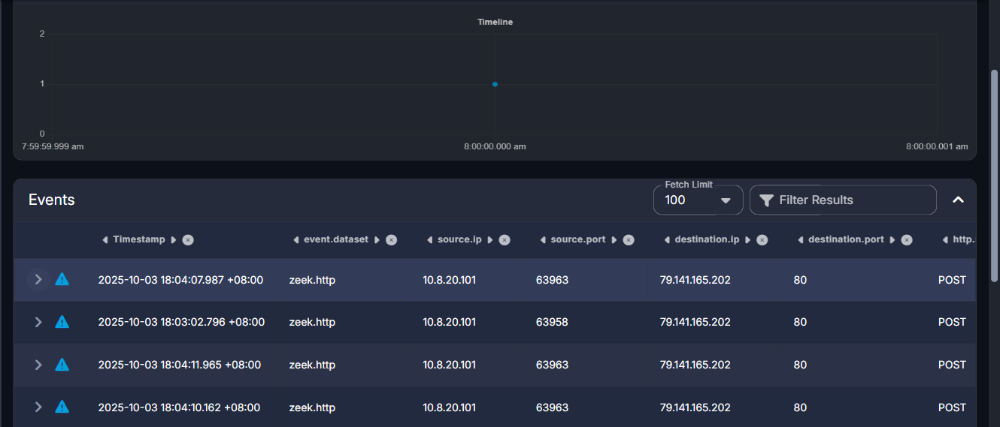 Timeline
2
1
0
7:59:59.999 am 8:00:00.000 am 8:00:00.001 am
Events
Fetch Limit
100
Filter Results
Timestamp event.dataset source.ip source.port destination.ip destination.port http.
2025-10-03 18:04:07.987 +08:00 zeek.http 10.8.20.101 63963 79.141.165.202 80 POST
2025-10-03 18:03:02.796 +08:00 zeek.http 10.8.20.101 63958 79.141.165.202 80 POST
2025-10-03 18:04:11.965 +08:00 zeek.http 10.8.20.101 63963 79.141.165.202 80 POST
2025-10-03 18:04:10.162 +08:00 zeek.http 10.8.20.101 63963 79.141.165.202 80 POST